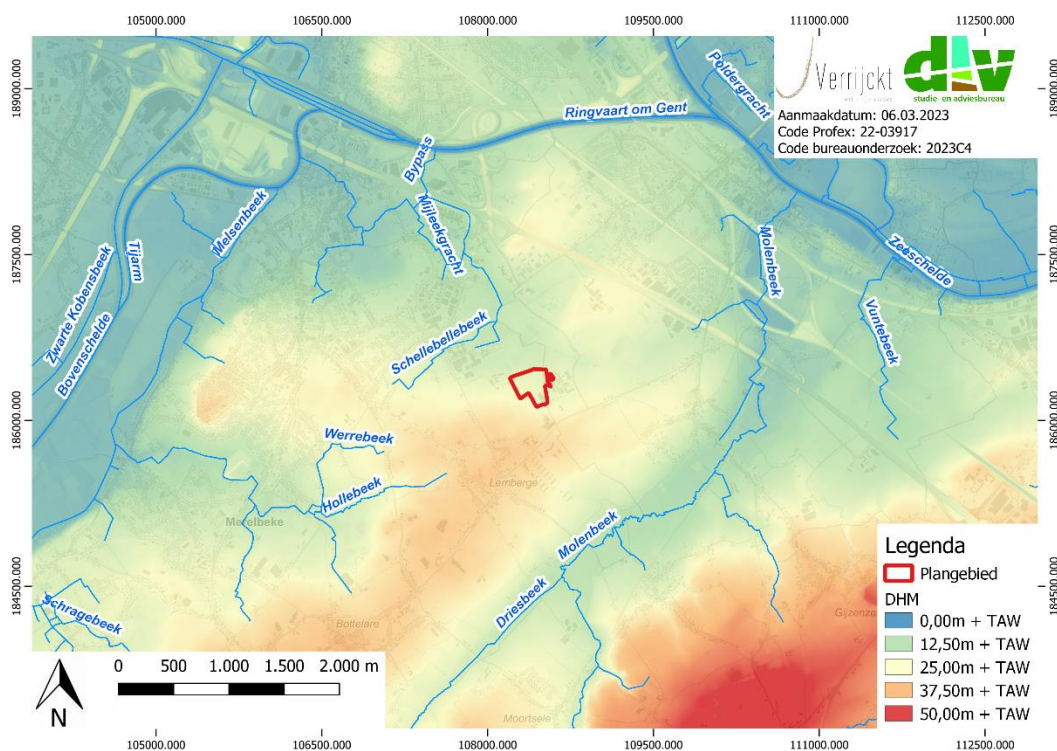 105000.000 106500.000 108000.000 109500.000 111000.000 112500.000
189000.000
187500.000
186000.000
184500.000
189000.000
187500.000
186000.000
184500.000
Verrijckt
dlv
studie- en adviesbureau
Aanmaakdatum: 06.03.2023
Code Profex: 22-03917
Code bureauonderzoek: 2023C4
Poldergracht
Ringvaart om Gent
Bypass
Melsenbeek
Mijleekgracht
Molenbeek
Zeeschelde
Tijarm
Zwarte Kobensbeek
Bovenschelde
Vuntebeek
Schellebellebeek
Werrebeek
Hollebeek
Lemberge
Merelbeke
Molenbeek
Driesbeek
Schragebeek
Bottelare
Moortsele
Gijzenze
Legenda
Plangebied
DHM
0,00m + TAW
12,50m + TAW
25,00m + TAW
37,50m + TAW
50,00m + TAW
0 500 1.000 1.500 2.000 m
N
105000.000 106500.000 108000.000 109500.000 111000.000 112500.000